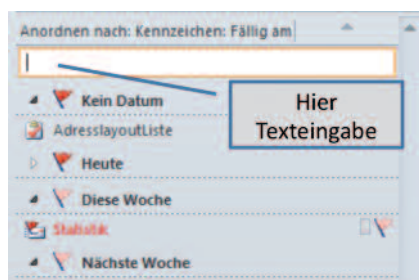 Anordnen nach: Kennzeichen: Fällig am
Hier
Texteingabe
Kein Datum
AdresslayoutListe
Heute
Diese Woche
Statistik
Nächste Woche